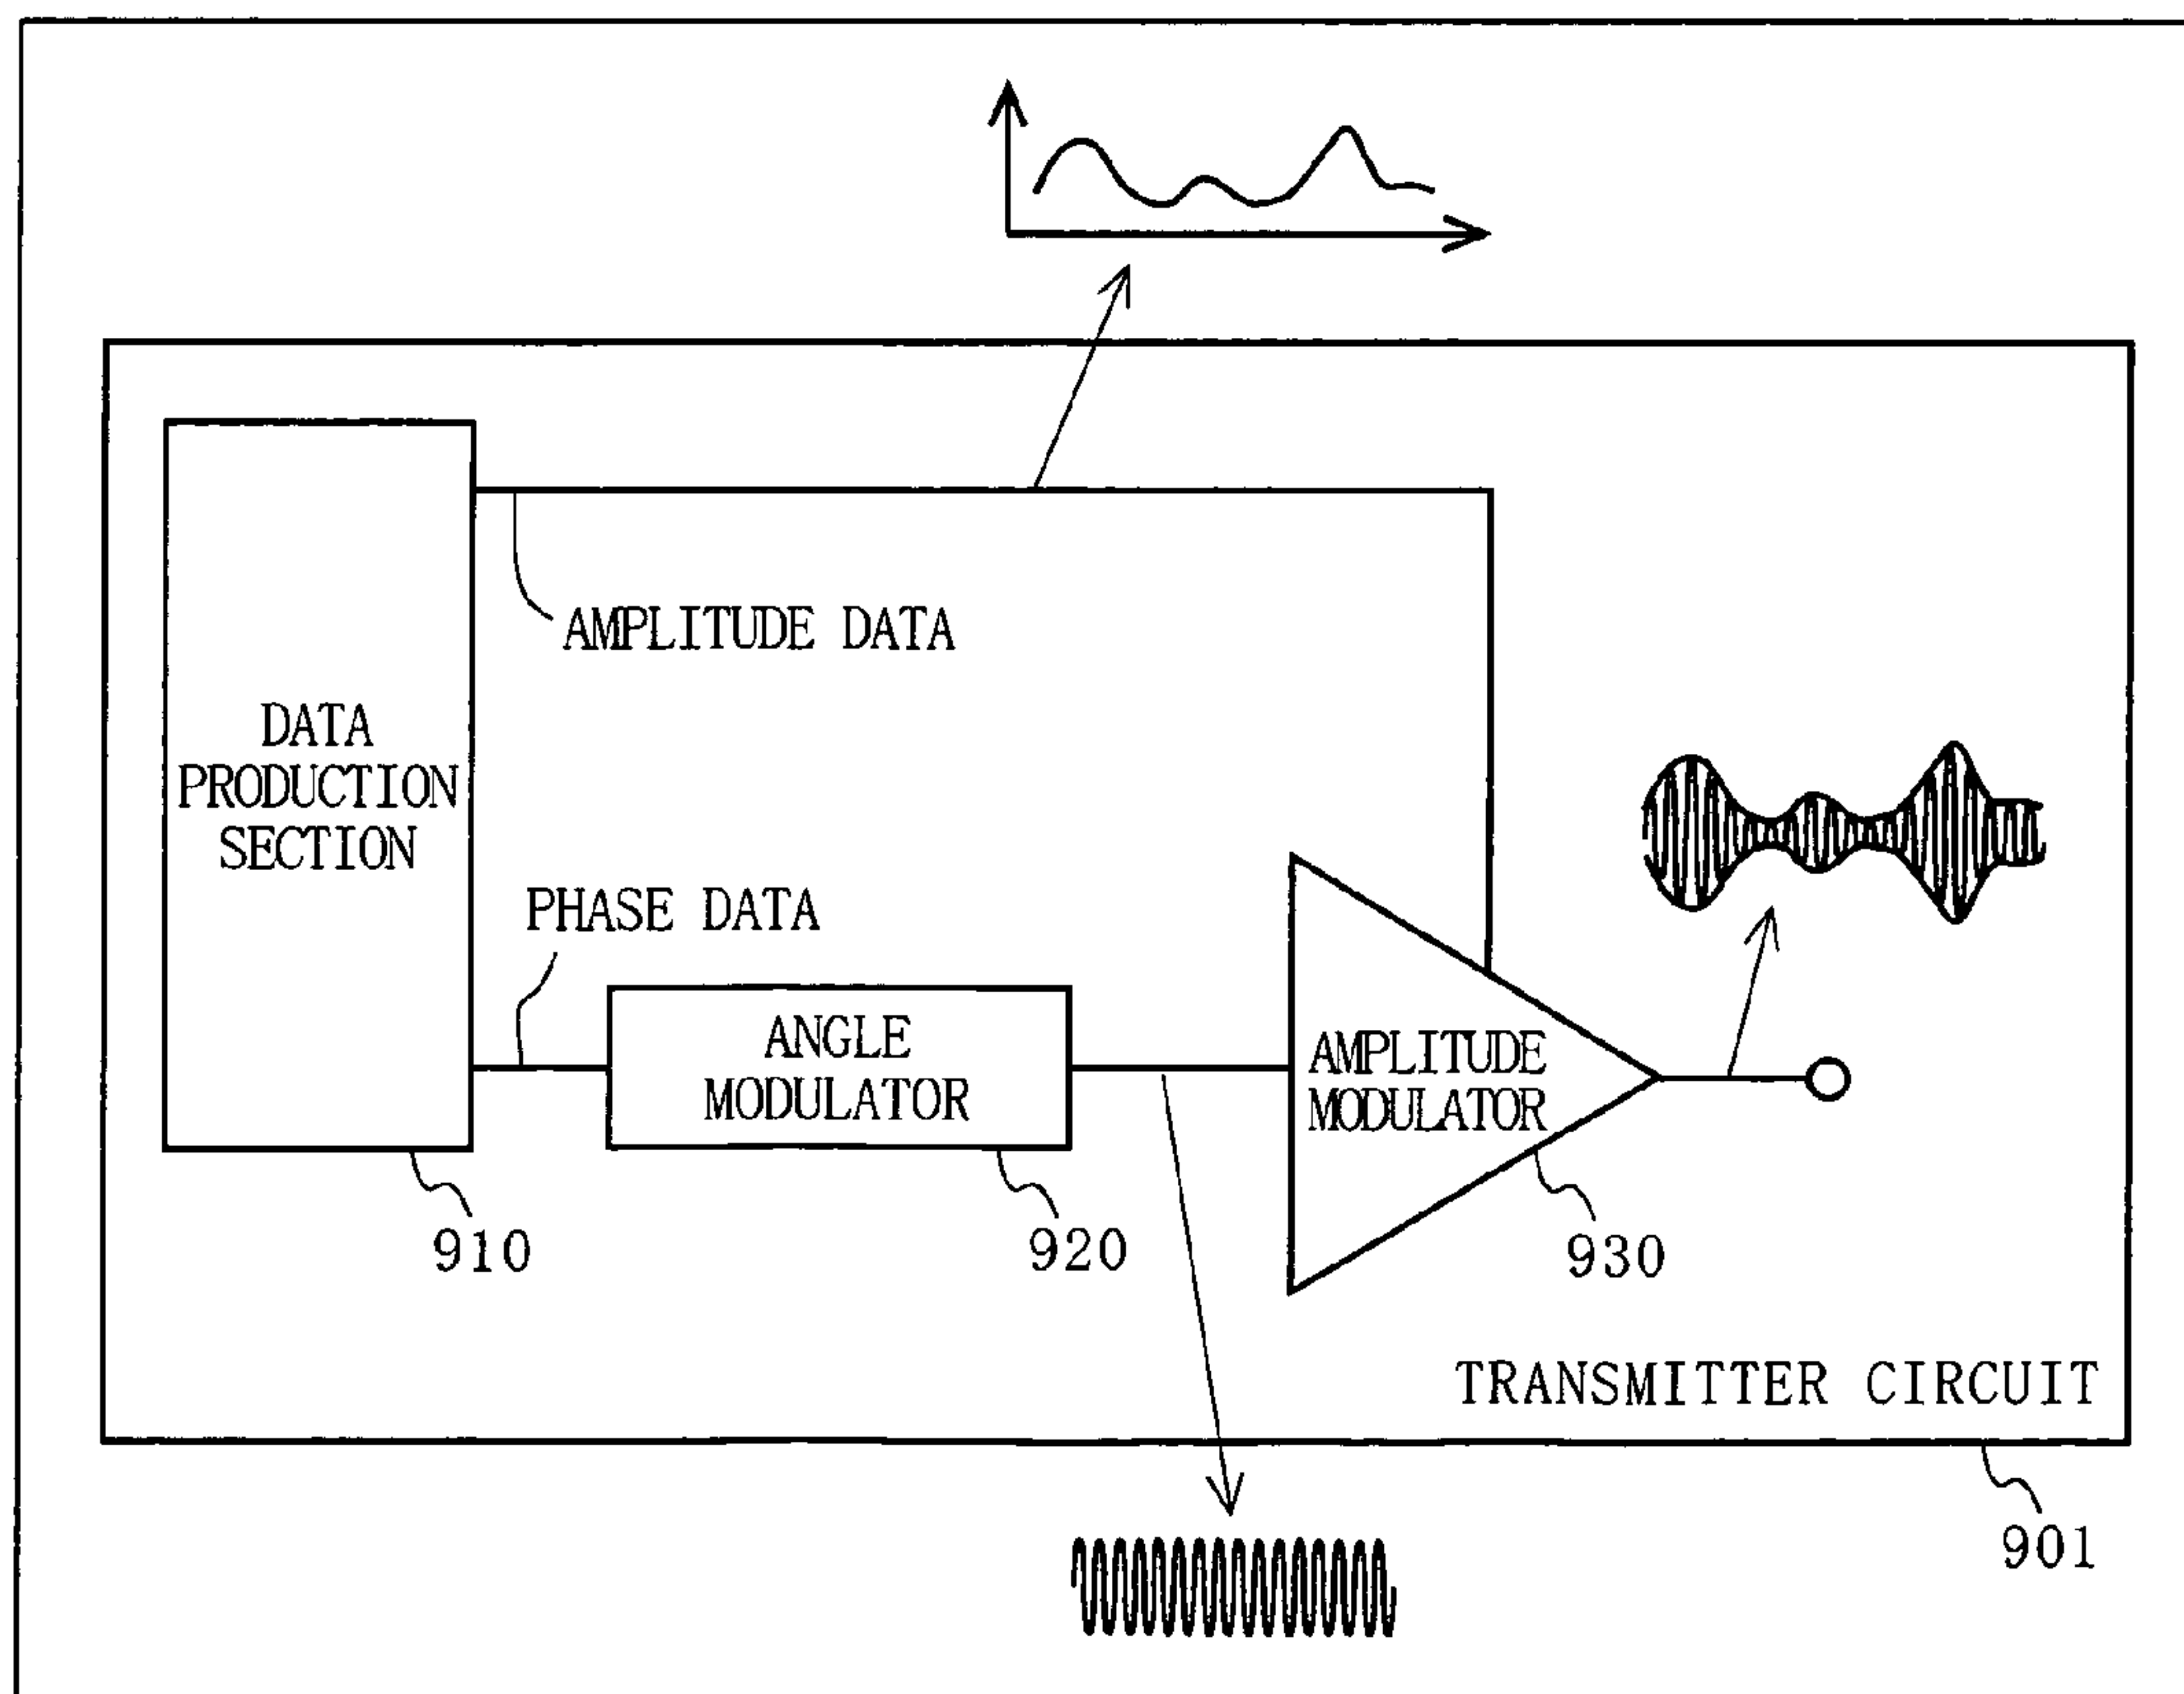 AMPLITUDE DATA
DATA
PRODUCTION
SECTION
PHASE DATA
ANGLE
MODULATOR
AMPLITUDE
MODULATOR
910
920
930
TRANSMITTER CIRCUIT
901